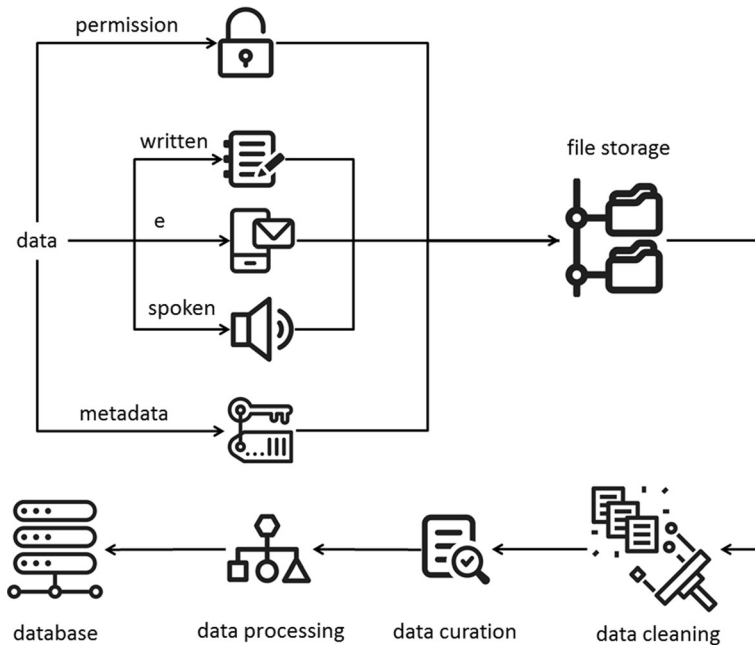 permission
written
file storage
e
data
spoken
metadata
database
data processing
data curation
data cleaning